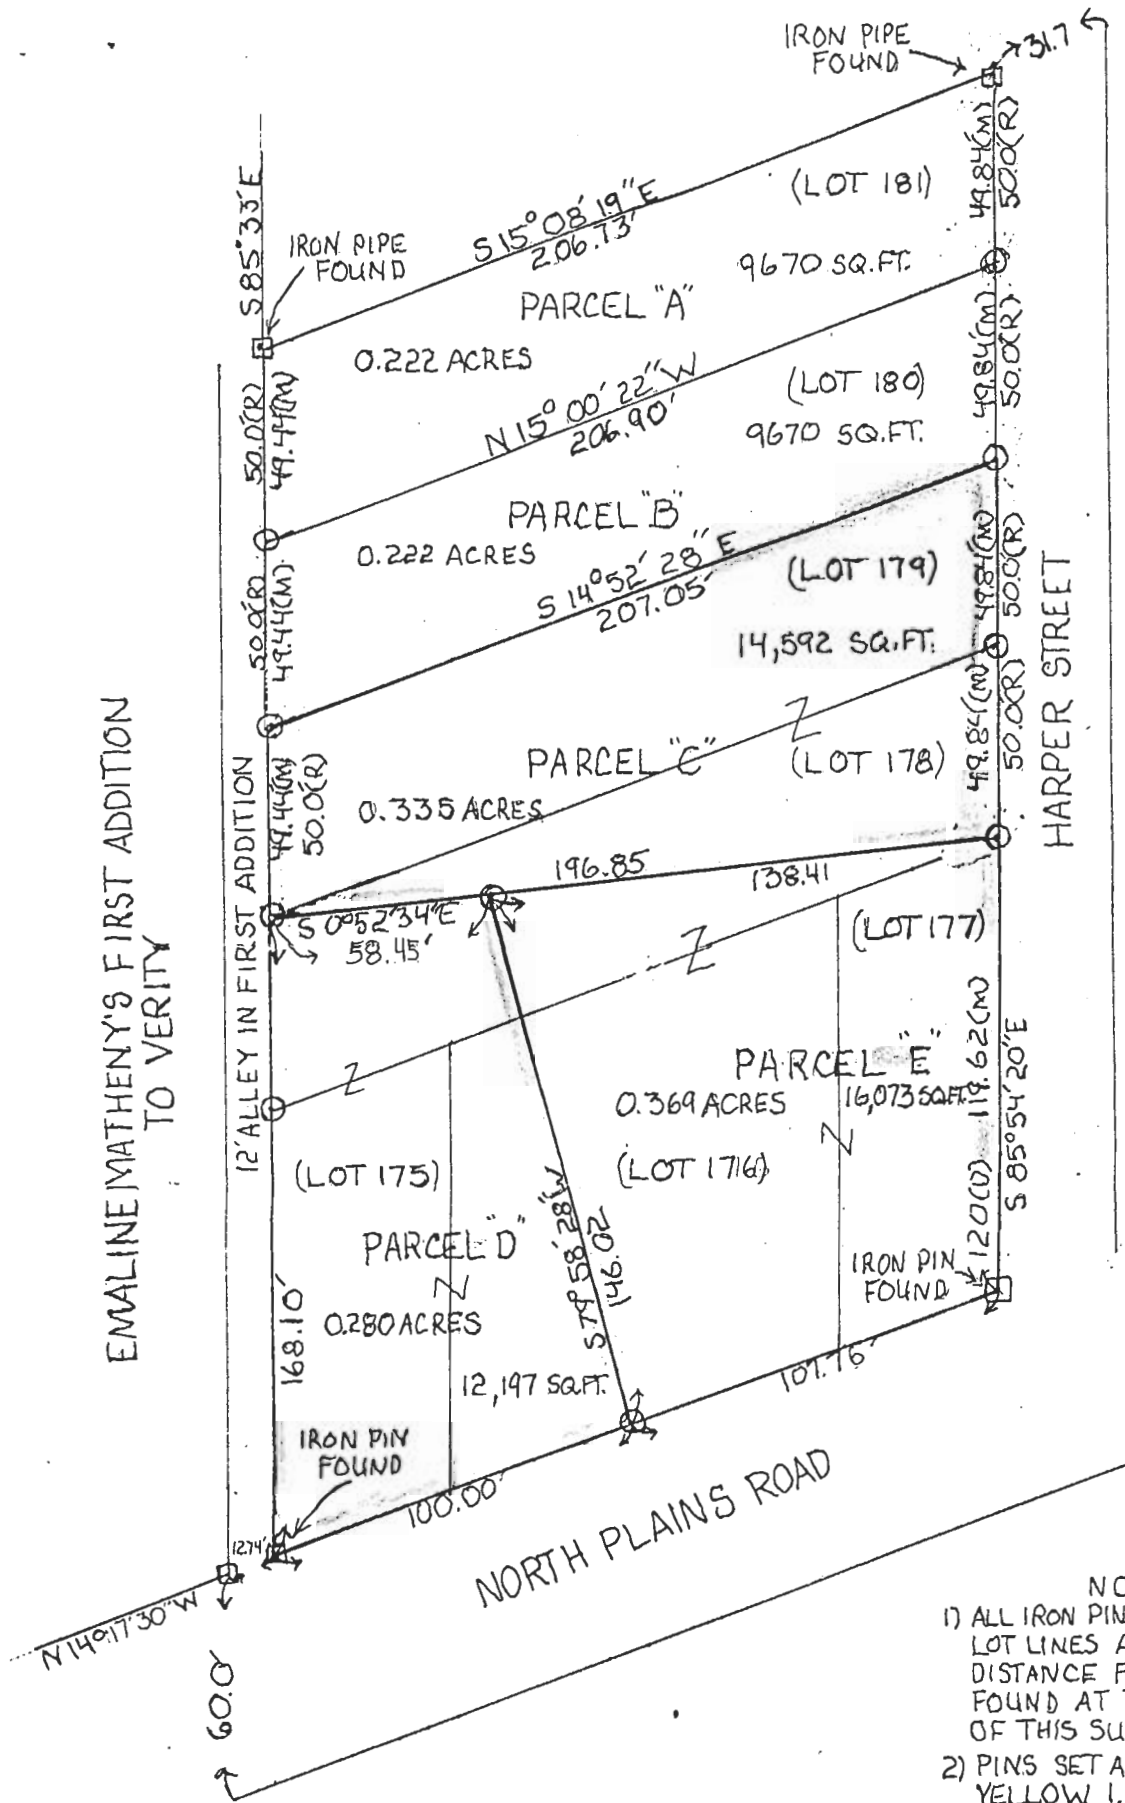 IRON PIPE
FOUND
31.7
49.84(M)
50.0(R)
(LOT 181)
S 15° 08' 19" E
206.73'
9670 SQ.FT.
S 85° 33' E
IRON PIPE
FOUND
PARCEL "A"
0.222 ACRES
49.84(M)
50.0(R)
(LOT 180)
N 15° 00' 22" W
206.90'
9670 SQ.FT.
50.0(R)
49.44(M)
PARCEL "B"
0.222 ACRES
S 14° 52' 28" E
207.05'
(LOT 179)
14,592 SQ.FT.
49.84(M)
50.0(R)
50.0(R)
49.44(M)
HARPER STREET
PARCEL "C"
(LOT 178)
49.84(M)
50.0(R)
0.335 ACRES
49.44(M)
50.0(R)
196.85
138.41
S 0° 52' 34" E
58.45'
(LOT 177)
EMALINE MATHENY'S FIRST ADDITION
TO VERITY
12' ALLEY IN FIRST ADDITION
PARCEL "E"
0.369 ACRES
16,073 SQ.FT.
119.62(M)
S 85° 54' 20" E
(LOT 175)
(LOT 176)
PARCEL "D"
S 79° 58' 28" W
146.02
120(D)
IRON PIN
FOUND
0.280 ACRES
168.10'
12,197 SQ.FT.
107.76'
IRON PIN
FOUND
100.00'
12.74'
NORTH PLAINS ROAD
N 14° 17' 30" W
60.0'
1) ALL IRON PIN
LOT LINES
DISTANCE
FOUND AT
OF THIS
2) PINS SET
YELLOW